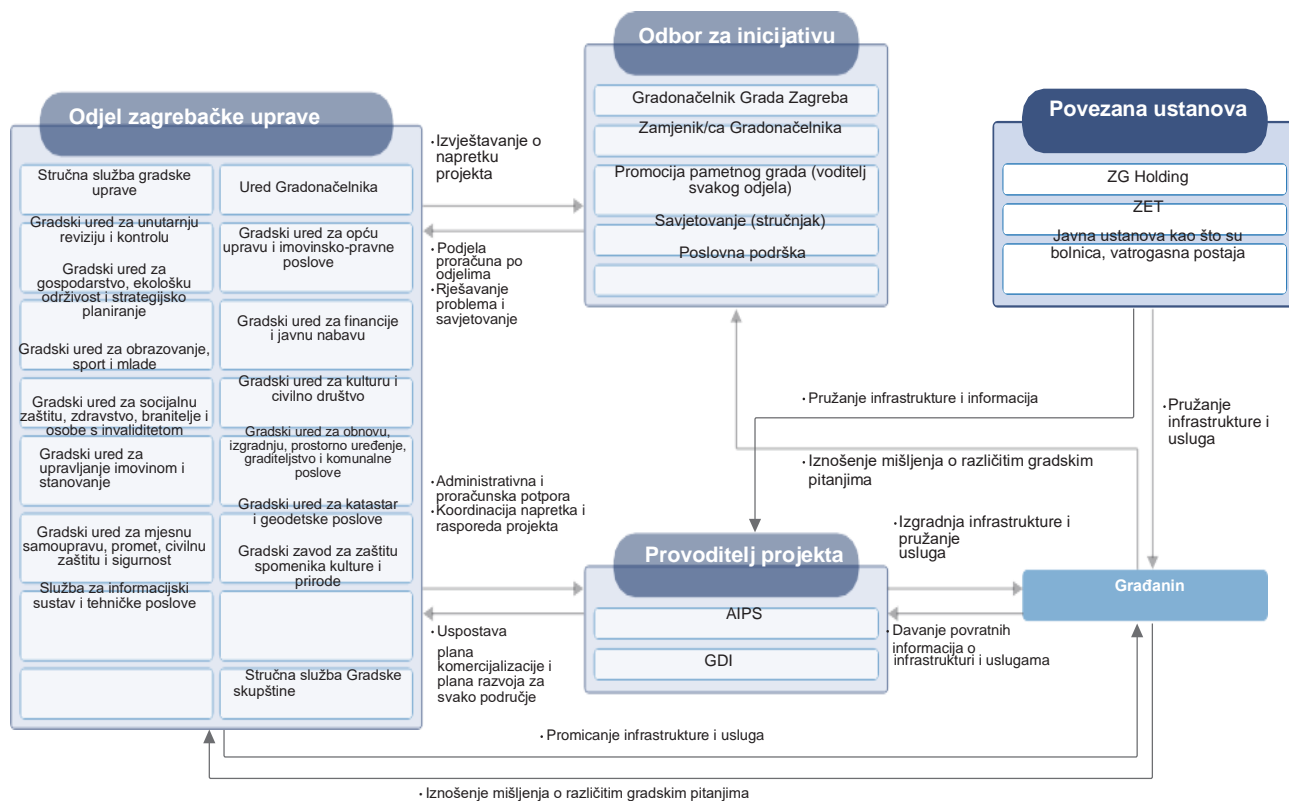 Odbor za inicijativu
Gradonačelnik Grada Zagreba
Zamjenik/ca Gradonačelnika
Promocija pametnog grada (voditelj
svakog odjela)
Savjetovanje (stručnjak)
Poslovna podrška
Povezana ustanova
ZG Holding
ZET
Javna ustanova kao što su
bolnica, vatrogasna postaja
Odjel zagrebačke uprave
Stručna služba gradske
uprave
Gradski ured za unutarnju
reviziju i kontrolu
Gradski ured za
gospodarstvo, ekološku
održivost i strategijsko
planiranje
Gradski ured za obrazovanje,
sport i mlade
Gradski ured za socijalnu
zaštitu, zdravstvo, branitelje i
osobe s invaliditetom
Gradski ured za
upravljanje imovinom i
stanovanje
Gradski ured za mjesnu
samoupravu, promet, civilnu
zaštitu i sigurnost
Služba za informacijski
sustav i tehničke poslove
Ured Gradonačelnika
Gradski ured za opću
upravu i imovinsko-pravne
poslove
Gradski ured za financije
i javnu nabavu
Gradski ured za kulturu i
civilno društvo
Gradski ured za obnovu,
izgradnju, prostorno uređenje,
graditeljstvo i komunalne
poslove
Gradski ured za katastar
i geodetske poslove
Gradski zavod za zaštitu
spomenika kulture i
prirode
Stručna služba Gradske
skupštine
· Izvještavanje o
napretku
projekta
· Podjela
proračuna po
odjelima
· Rješavanje
problema i
savjetovanje
· Administrativna i
proračunska potpora
· Koordinacija napretka i
rasporeda projekta
· Uspostava
plana
komercijalizacije i
plana razvoja za
svako područje
· Pružanje infrastrukture i informacija
· Pružanje
infrastrukture i
usluga
· Iznošenje mišljenja o različitim gradskim
pitanjima
Provoditelj projekta
AIPS
GDI
· Izgradnja infrastrukture i
pružanje
usluga
Građanin
· Davanje povratnih
informacija o
infrastrukturi i uslugama
· Promicanje infrastrukture i usluga
· Iznošenje mišljenja o različitim gradskim pitanjima